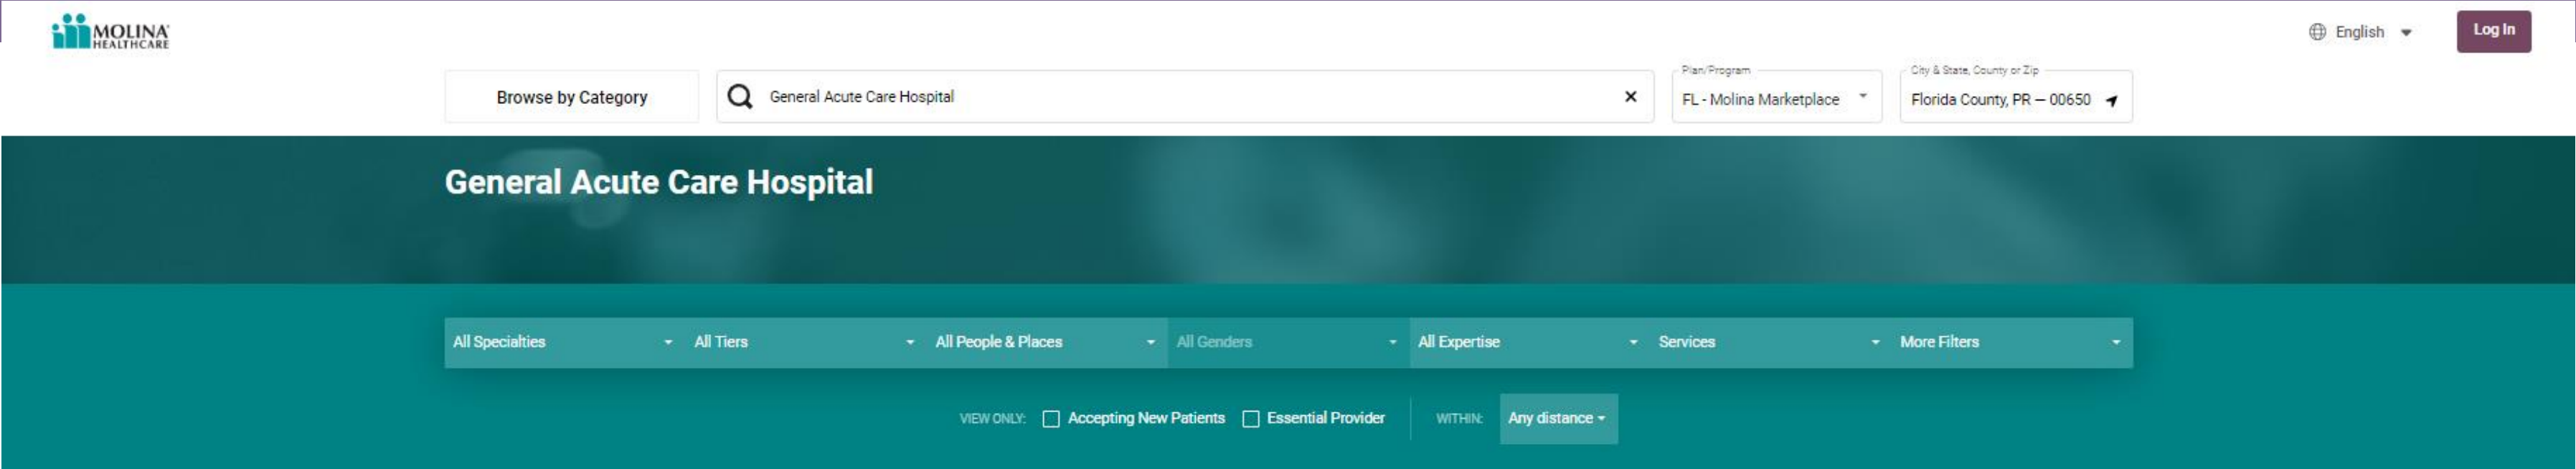 MOLINA
HEALTHCARE
English
Log In
Browse by Category
General Acute Care Hospital
Plan/Program
FL - Molina Marketplace
City & State, County or Zip
Florida County, PR — 00650
General Acute Care Hospital
All Specialties
All Tiers
All People & Places
All Genders
All Expertise
Services
More Filters
VIEW ONLY:
Accepting New Patients
Essential Provider
WITHIN:
Any distance